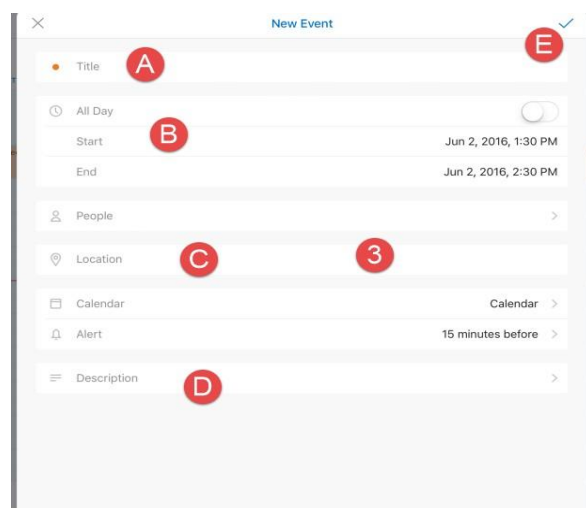 New Event
E
Title A
All Day
Start B Jun 2, 2016, 1:30 PM
End Jun 2, 2016, 2:30 PM
People
Location C 3
Calendar Calendar
Alert 15 minutes before
Description D